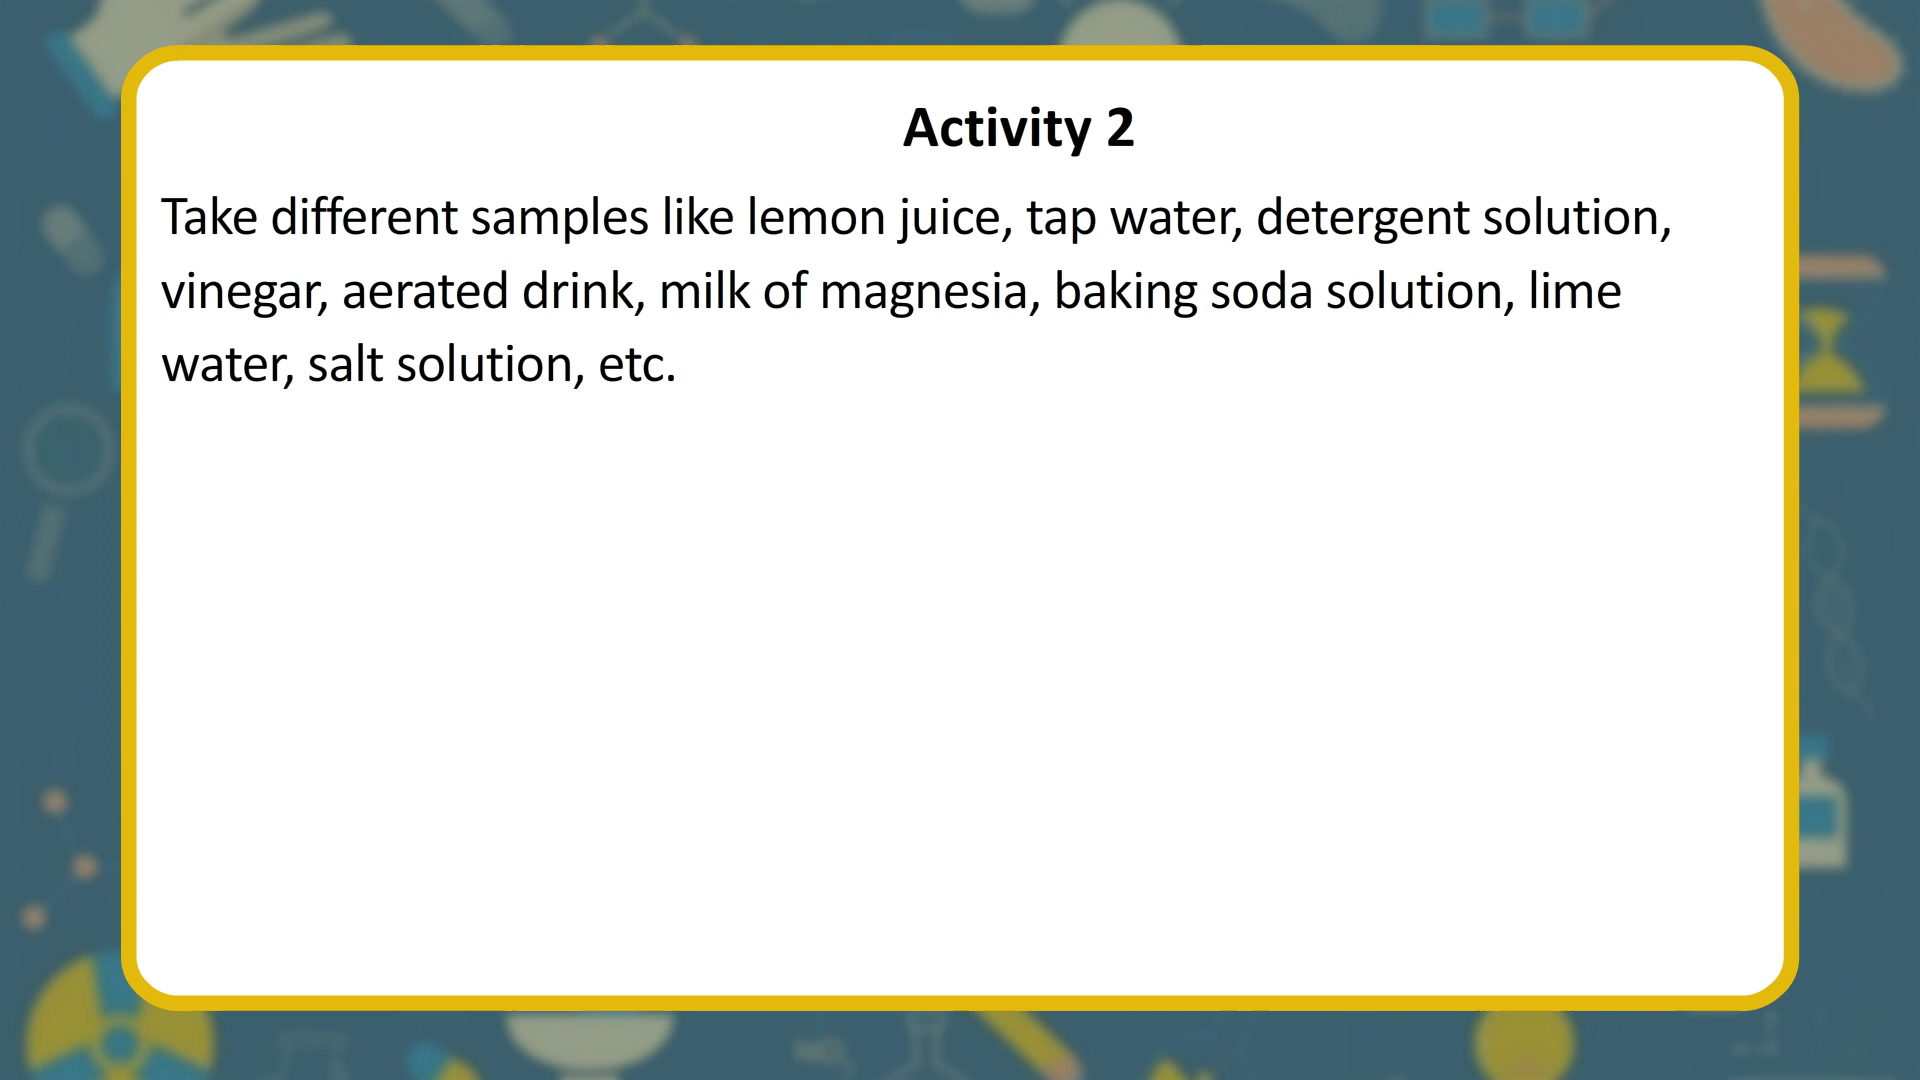 Activity 2
Take different samples like lemon juice, tap water, detergent solution,
vinegar, aerated drink, milk of magnesia, baking soda solution, lime
water, salt solution, etc.
NO₃